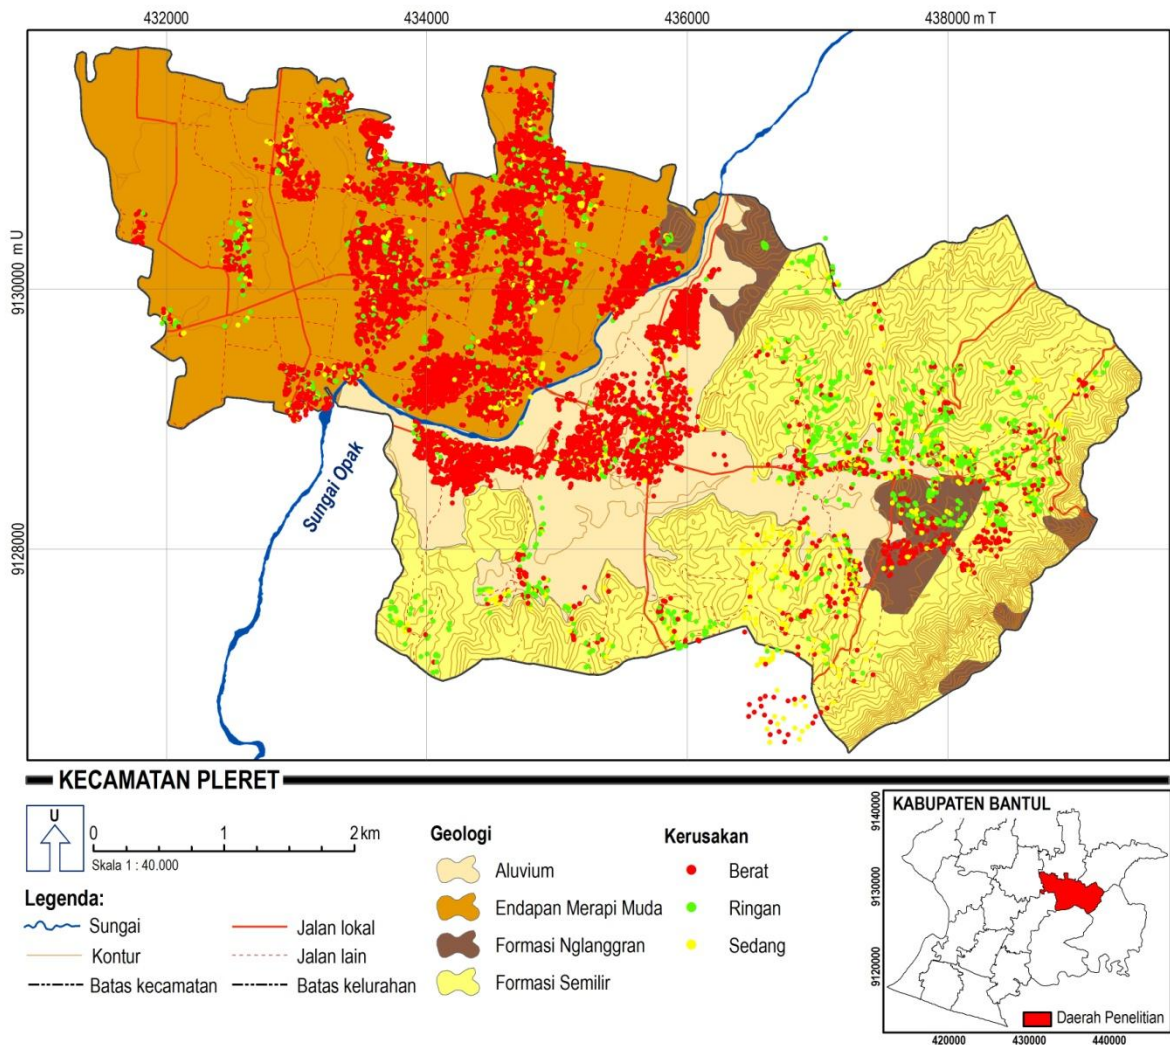 432000 434000 436000 438000 m T
9130000 m U
9128000
Sungai Opak
KECAMATAN PLERET
U
0 1 2 km
Skala 1 : 40.000
Legenda:
Sungai
Kontur
Batas kecamatan
Jalan lokal
Jalan lain
Batas kelurahan
Geologi
Aluvium
Endapan Merapi Muda
Formasi Nglanggran
Formasi Semilir
Kerusakan
Berat
Ringan
Sedang
KABUPATEN BANTUL
9140000
9130000
9120000
Daerah Penelitian
420000 430000 440000